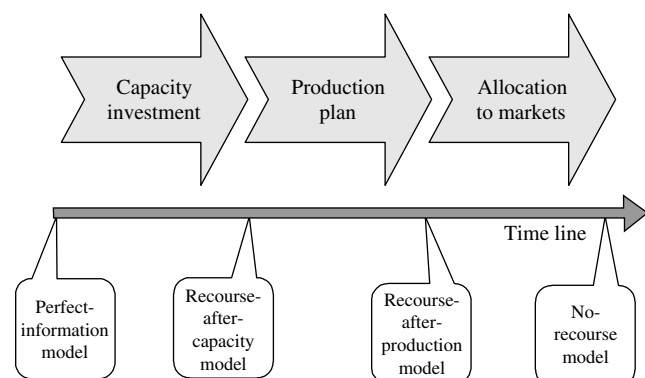 Capacity
investment
Production
plan
Allocation
to markets
Time line
Perfect-
information
model
Recourse-
after-
capacity
model
Recourse-
after-
production
model
No-
recourse
model